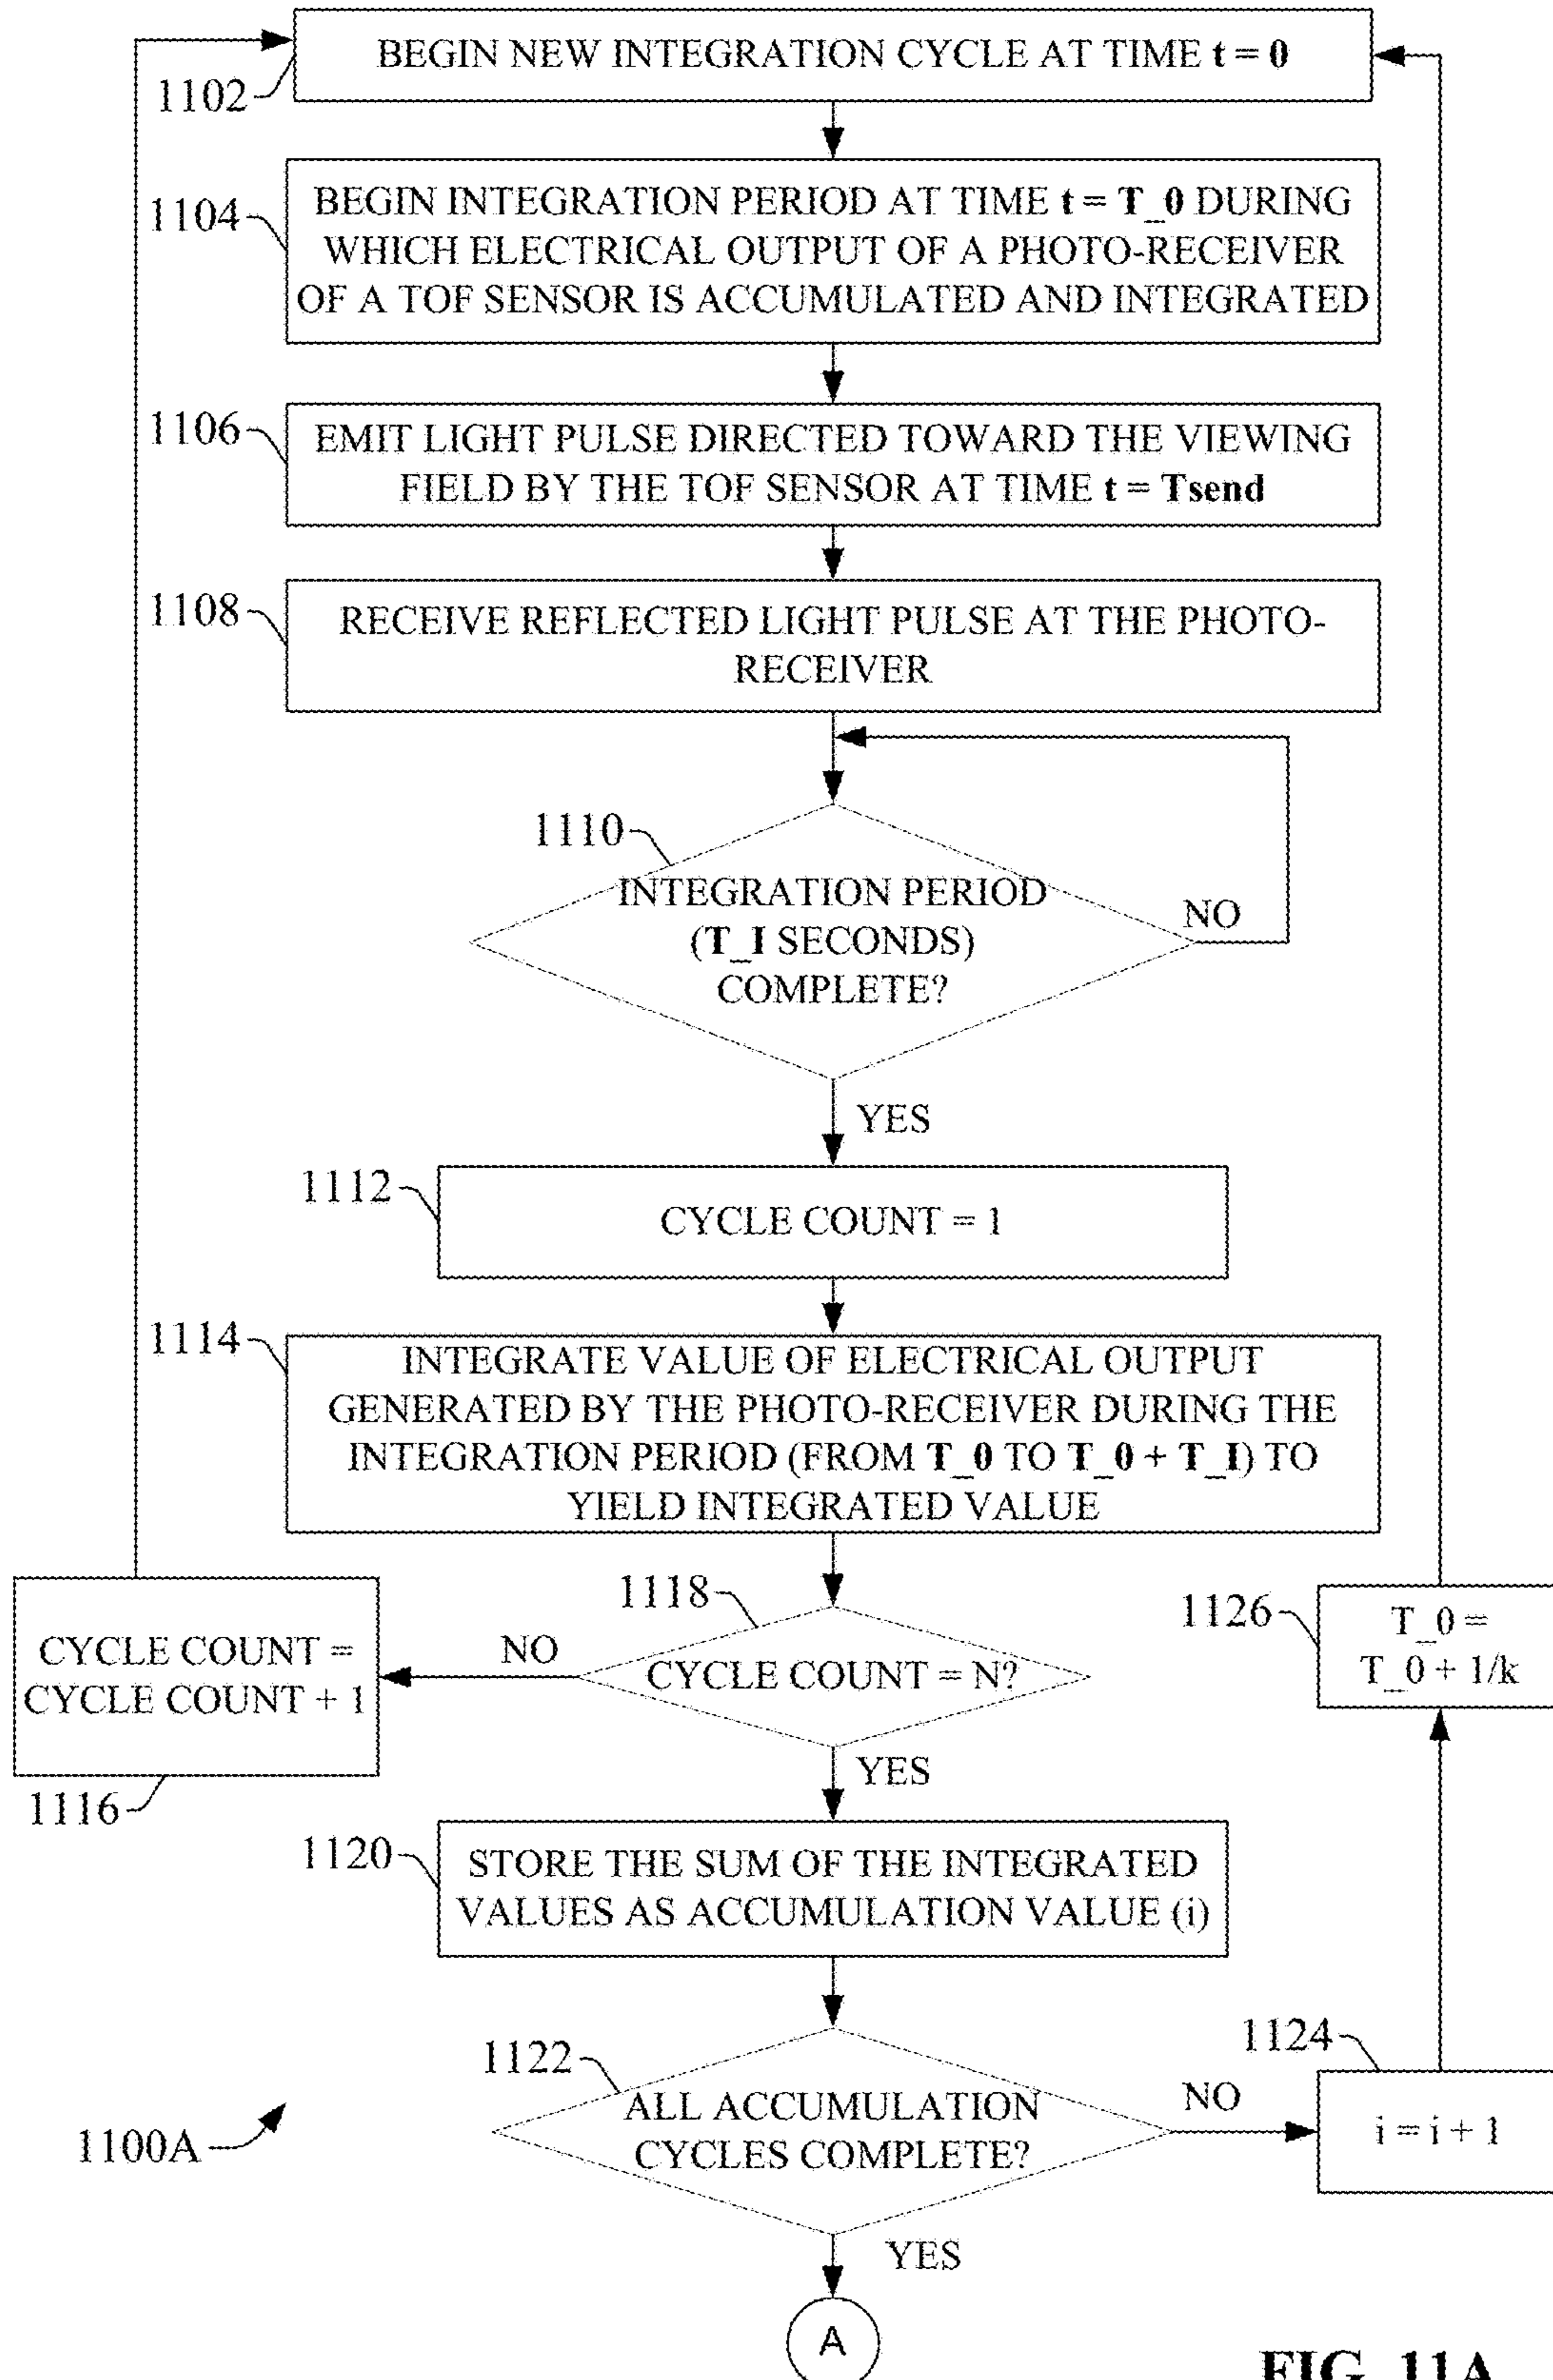 BEGIN NEW INTEGRATION CYCLE AT TIME t = 0
1102
1104
BEGIN INTEGRATION PERIOD AT TIME t = T_0 DURING
WHICH ELECTRICAL OUTPUT OF A PHOTO-RECEIVER
OF A TOF SENSOR IS ACCUMULATED AND INTEGRATED
1106
EMIT LIGHT PULSE DIRECTED TOWARD THE VIEWING
FIELD BY THE TOF SENSOR AT TIME t = Tsend
1108
RECEIVE REFLECTED LIGHT PULSE AT THE PHOTO-
RECEIVER
1110
INTEGRATION PERIOD
(T_I SECONDS)
COMPLETE?
NO
YES
1112
CYCLE COUNT = 1
1114
INTEGRATE VALUE OF ELECTRICAL OUTPUT
GENERATED BY THE PHOTO-RECEIVER DURING THE
INTEGRATION PERIOD (FROM T_0 TO T_0 + T_I) TO
YIELD INTEGRATED VALUE
1118
CYCLE COUNT = N?
NO
CYCLE COUNT =
CYCLE COUNT + 1
1116
1126
T_0 =
T_0 + 1/k
YES
1120
STORE THE SUM OF THE INTEGRATED
VALUES AS ACCUMULATION VALUE (i)
1122
ALL ACCUMULATION
CYCLES COMPLETE?
NO
1124
i = i + 1
1100A
YES
A
FIG. 11A